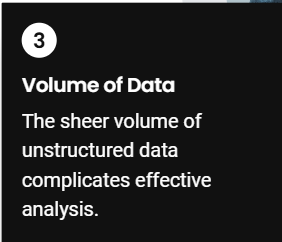 3
Volume of Data
The sheer volume of
unstructured data
complicates effective
analysis.